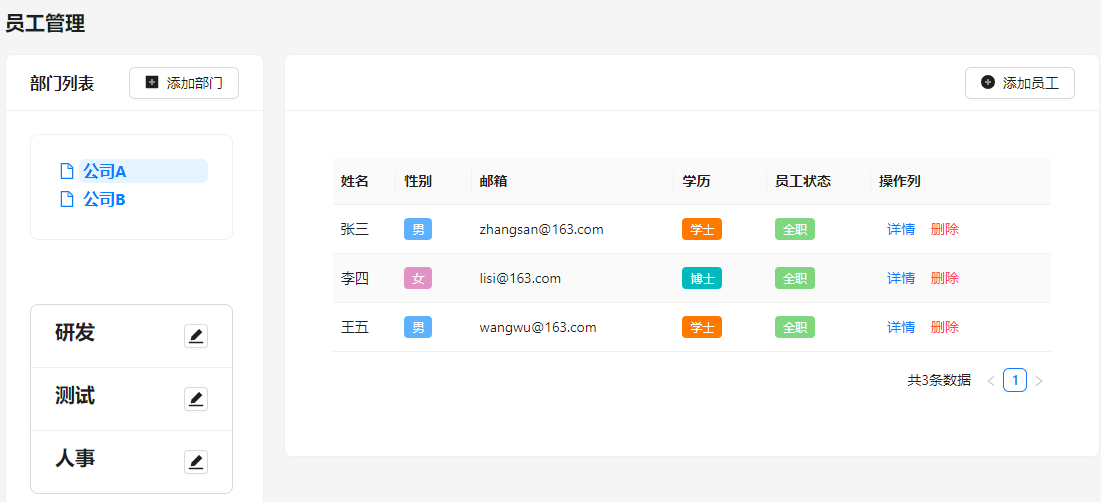 员工管理
部门列表 添加部门
公司A
公司B
研发
测试
人事
添加员工
姓名 性别 邮箱 学历 员工状态 操作列
张三 男 zhangsan@163.com 学士 全职 详情 删除
李四 女 lisi@163.com 博士 全职 详情 删除
王五 男 wangwu@163.com 学士 全职 详情 删除
共3条数据 < 1 >